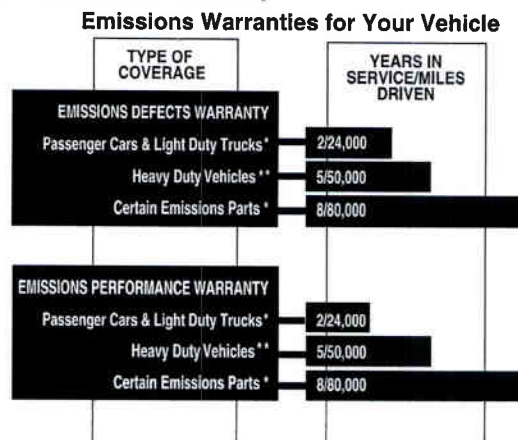 Emissions Warranties for Your Vehicle
TYPE OF
COVERAGE
YEARS IN
SERVICE/MILES
DRIVEN
EMISSIONS DEFECTS WARRANTY
Passenger Cars & Light Duty Trucks* 2/24,000
Heavy Duty Vehicles** 5/50,000
Certain Emissions Parts * 8/80,000
EMISSIONS PERFORMANCE WARRANTY
Passenger Cars & Light Duty Trucks* 2/24,000
Heavy Duty Vehicles** 5/50,000
Certain Emissions Parts * 8/80,000